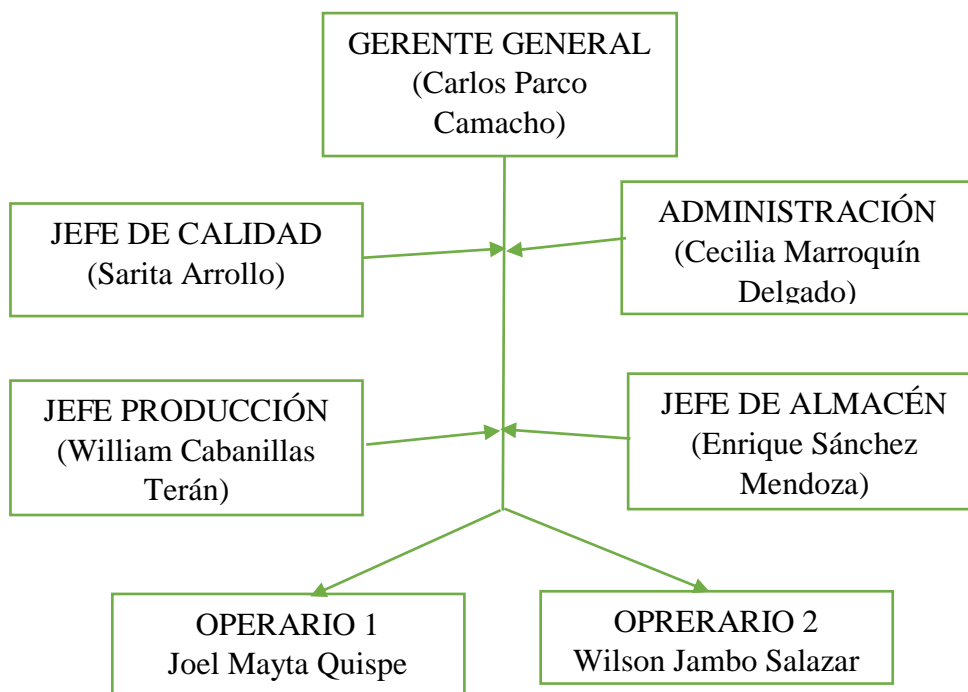 GERENTE GENERAL
(Carlos Parco
Camacho)
JEFE DE CALIDAD
(Sarita Arrollo)
ADMINISTRACIÓN
(Cecilia Marroquín
Delgado)
JEFE PRODUCCIÓN
(William Cabanillas
Terán)
JEFE DE ALMACÉN
(Enrique Sánchez
Mendoza)
OPERARIO 1
Joel Mayta Quispe
OPRERARIO 2
Wilson Jambo Salazar